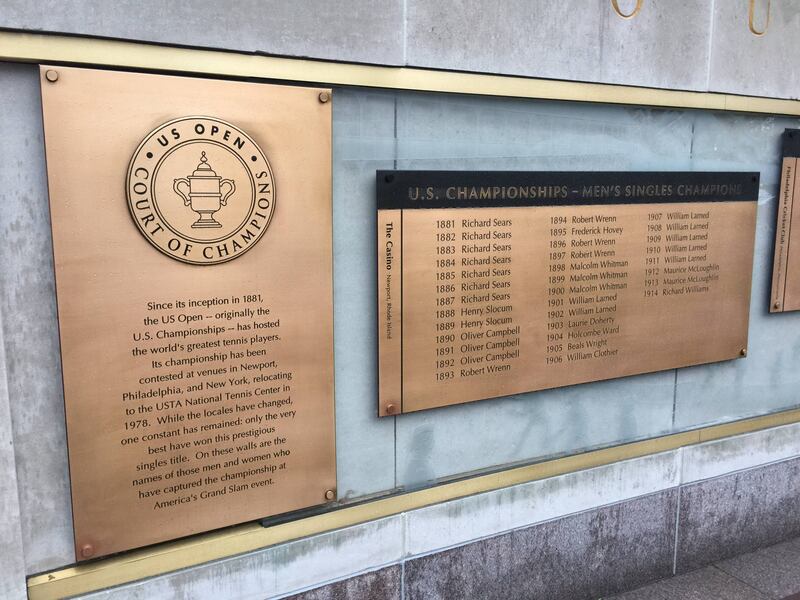 US OPEN
COURT OF CHAMPIONS
Since its inception in 1881,
the US Open -- originally the
U.S. Championships -- has hosted
the world's greatest tennis players.
Its championship has been
contested at venues in Newport,
Philadelphia, and New York, relocating
to the USTA National Tennis Center in
1978. While the locales have changed,
one constant has remained: only the very
best have won this prestigious
singles title. On these walls are the
names of those men and women who
have captured the championship at
America's Grand Slam event.
U.S. CHAMPIONSHIPS – MEN'S SINGLES CHAMPIONS
The Casino Newport, Rhode Island
1881 Richard Sears
1882 Richard Sears
1883 Richard Sears
1884 Richard Sears
1885 Richard Sears
1886 Richard Sears
1887 Richard Sears
1888 Henry Slocum
1889 Henry Slocum
1890 Oliver Campbell
1891 Oliver Campbell
1892 Oliver Campbell
1893 Robert Wrenn
1894 Robert Wrenn
1895 Frederick Hovey
1896 Robert Wrenn
1897 Robert Wrenn
1898 Malcolm Whitman
1899 Malcolm Whitman
1900 Malcolm Whitman
1901 William Larned
1902 William Larned
1903 Laurie Doherty
1904 Holcombe Ward
1905 Beals Wright
1906 William Clothier
1907 William Larned
1908 William Larned
1909 William Larned
1910 William Larned
1911 William Larned
1912 Maurice McLoughlin
1913 Maurice McLoughlin
1914 Richard Williams
Philadelphia Cricket Club